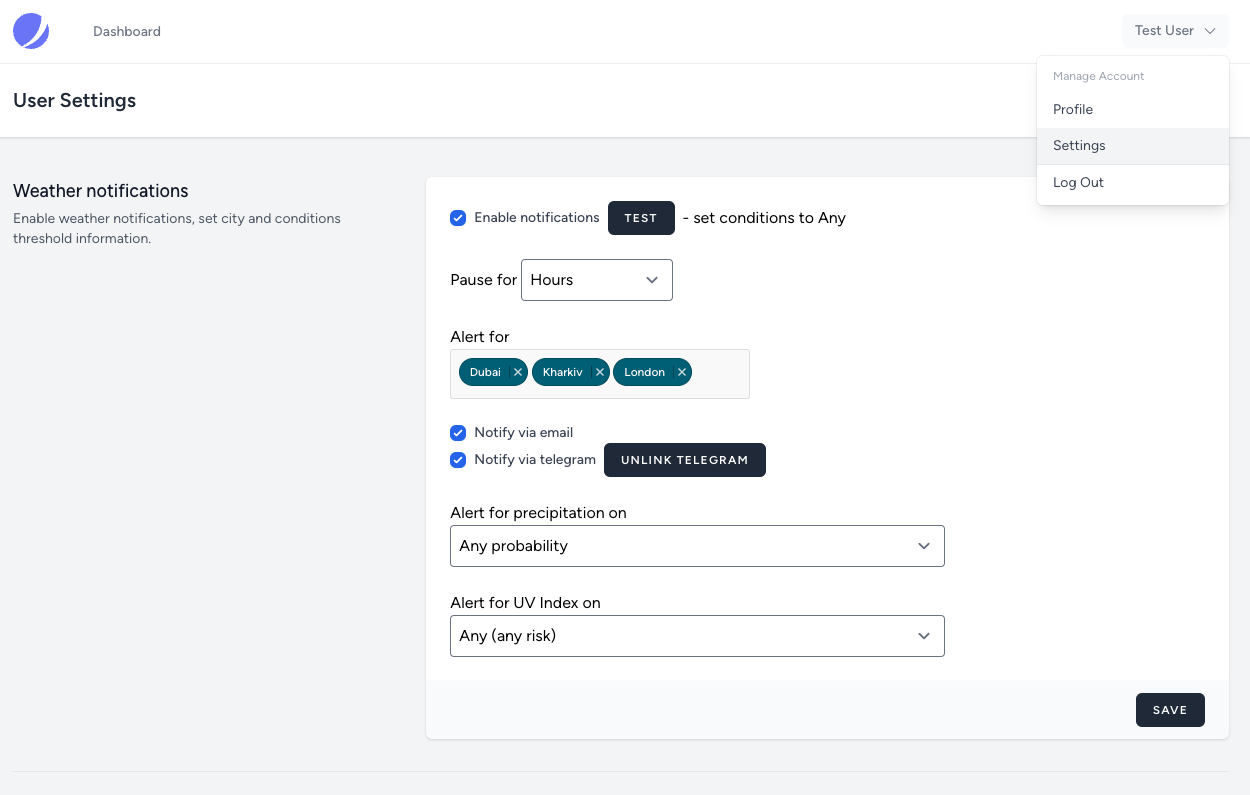 Dashboard
Test User
Manage Account
Profile
Settings
Log Out
User Settings
Weather notifications
Enable weather notifications, set city and conditions
threshold information.
Enable notifications TEST - set conditions to Any
Pause for Hours
Alert for
Dubai Kharkiv London
Notify via email
Notify via telegram UNLINK TELEGRAM
Alert for precipitation on
Any probability
Alert for UV Index on
Any (any risk)
SAVE